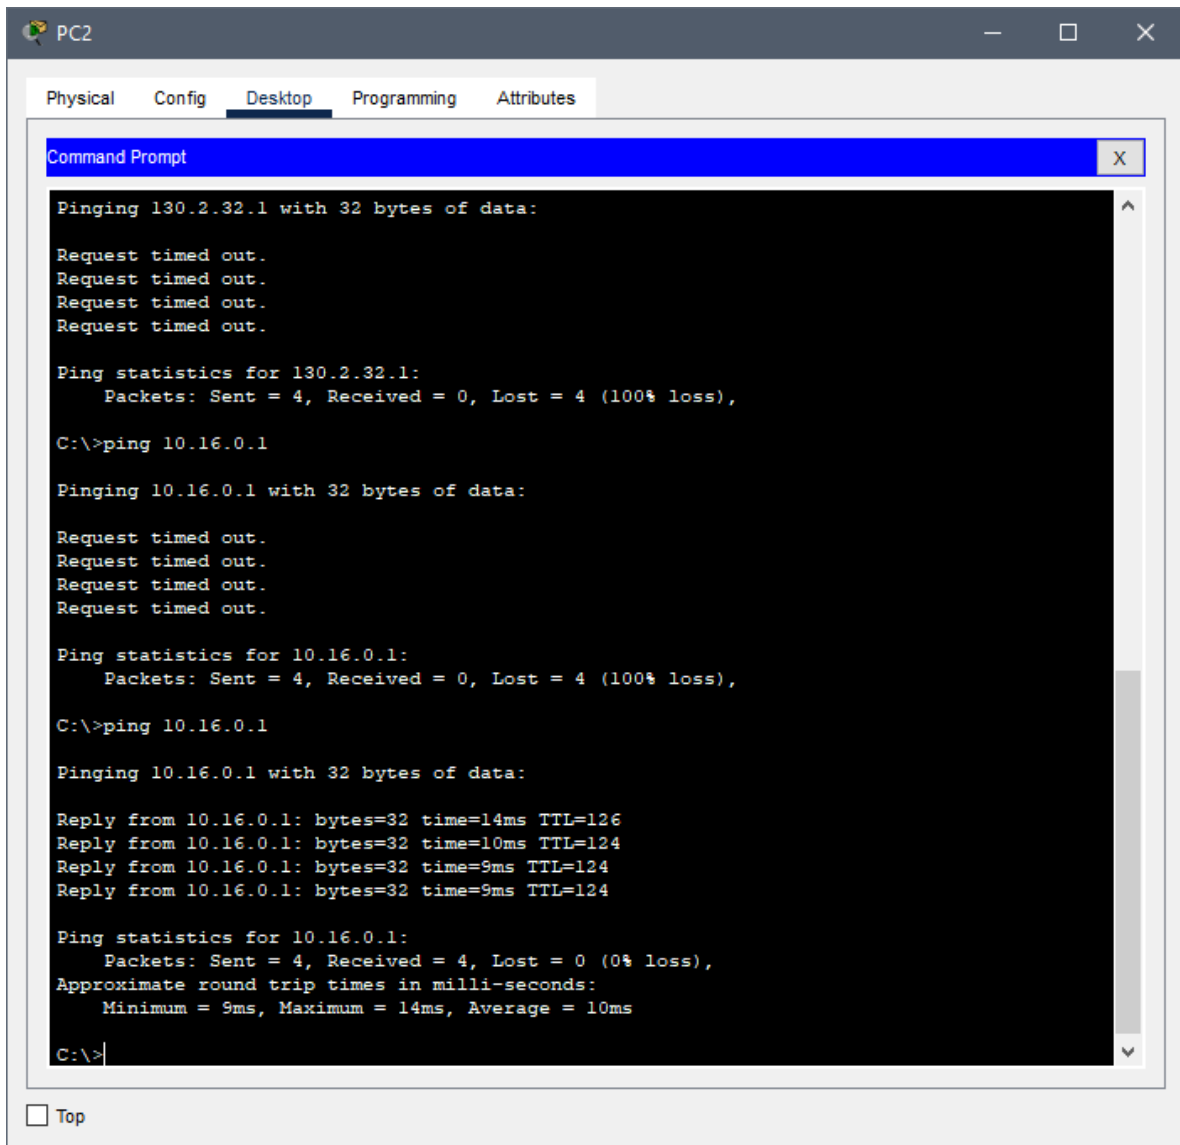 PC2
Physical Config Desktop Programming Attributes
Command Prompt
X
Pinging 130.2.32.1 with 32 bytes of data:
Request timed out.
Request timed out.
Request timed out.
Request timed out.
Ping statistics for 130.2.32.1:
Packets: Sent = 4, Received = 0, Lost = 4 (100% loss),
C:\>ping 10.16.0.1
Pinging 10.16.0.1 with 32 bytes of data:
Request timed out.
Request timed out.
Request timed out.
Request timed out.
Ping statistics for 10.16.0.1:
Packets: Sent = 4, Received = 0, Lost = 4 (100% loss),
C:\>ping 10.16.0.1
Pinging 10.16.0.1 with 32 bytes of data:
Reply from 10.16.0.1: bytes=32 time=14ms TTL=126
Reply from 10.16.0.1: bytes=32 time=10ms TTL=124
Reply from 10.16.0.1: bytes=32 time=9ms TTL=124
Reply from 10.16.0.1: bytes=32 time=9ms TTL=124
Ping statistics for 10.16.0.1:
Packets: Sent = 4, Received = 4, Lost = 0 (0% loss),
Approximate round trip times in milli-seconds:
Minimum = 9ms, Maximum = 14ms, Average = 10ms
C:\>
Top